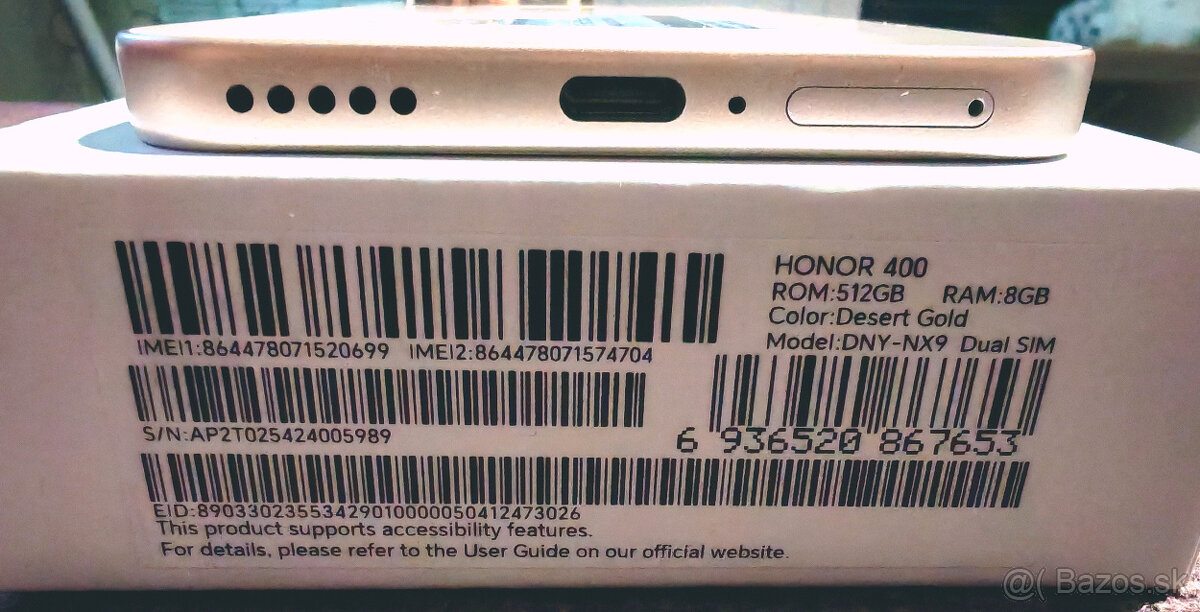 HONOR 400
ROM:512GB RAM:8GB
Color:Desert Gold
Model:DNY-NX9 Dual SIM
IMEI1:864478071520699 IMEI2:864478071574704
S/N:AP2T025424005989
6 936520 867653
EID:89033023553429010000050412473026
This product supports accessibility features.
For details, please refer to the User Guide on our official website.
@( Bazos.sk